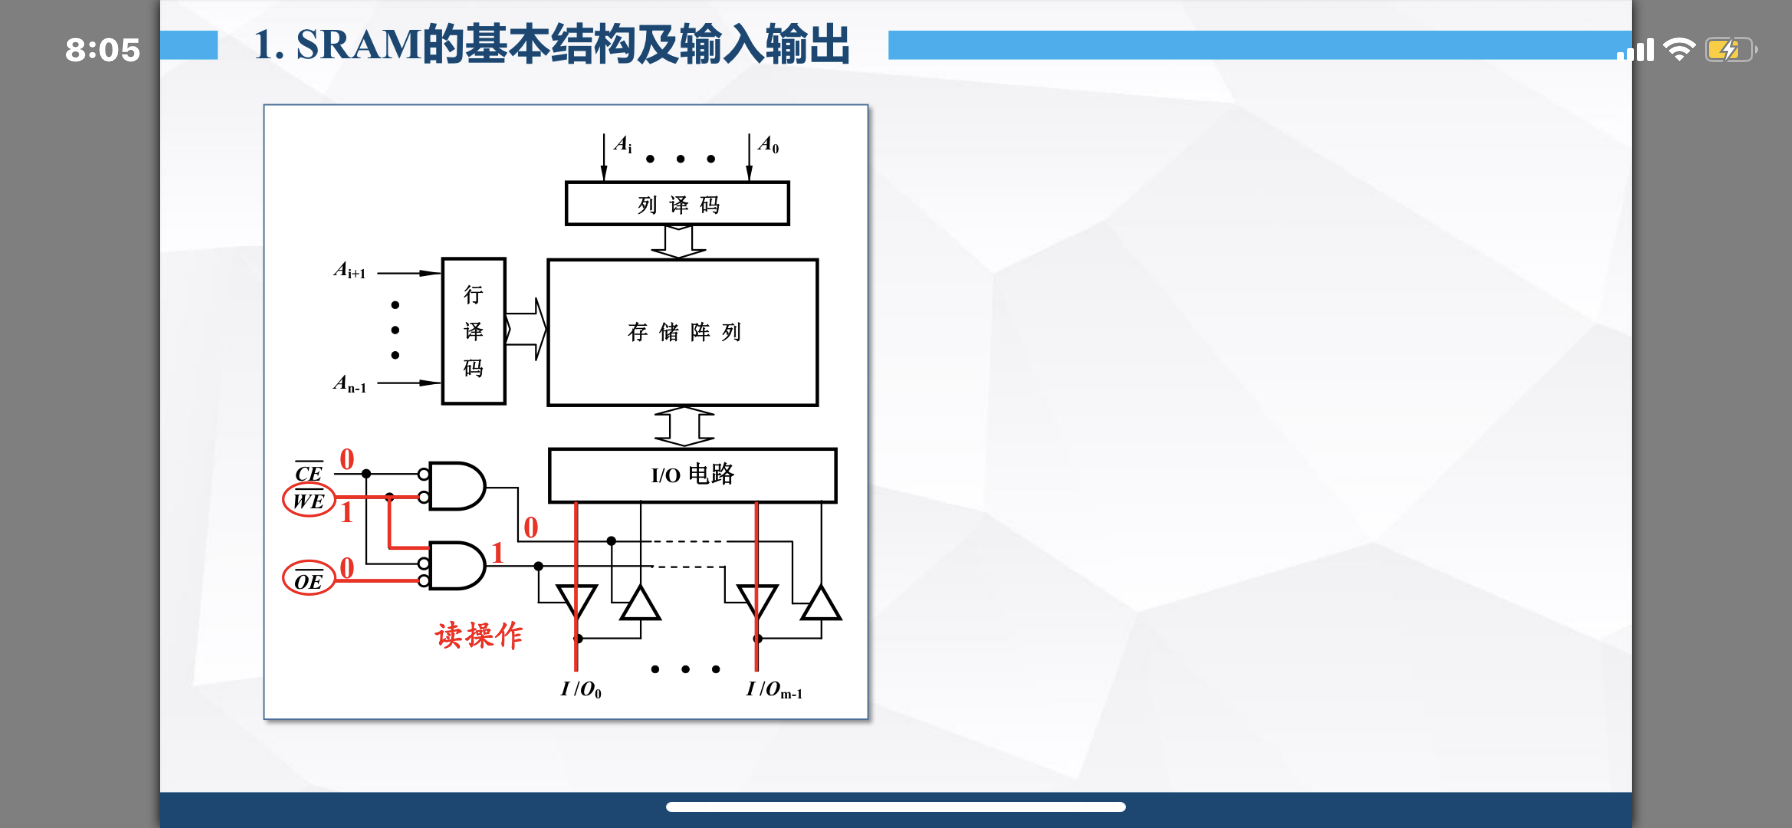 8:05
1. SRAM的基本结构及输入输出
Ai
A0
列译码
Ai+1
行译码
存储阵列
An-1
CE 0
WE 1
I/O 电路
0
1
OE 0
读操作
I/O0
I/Om-1